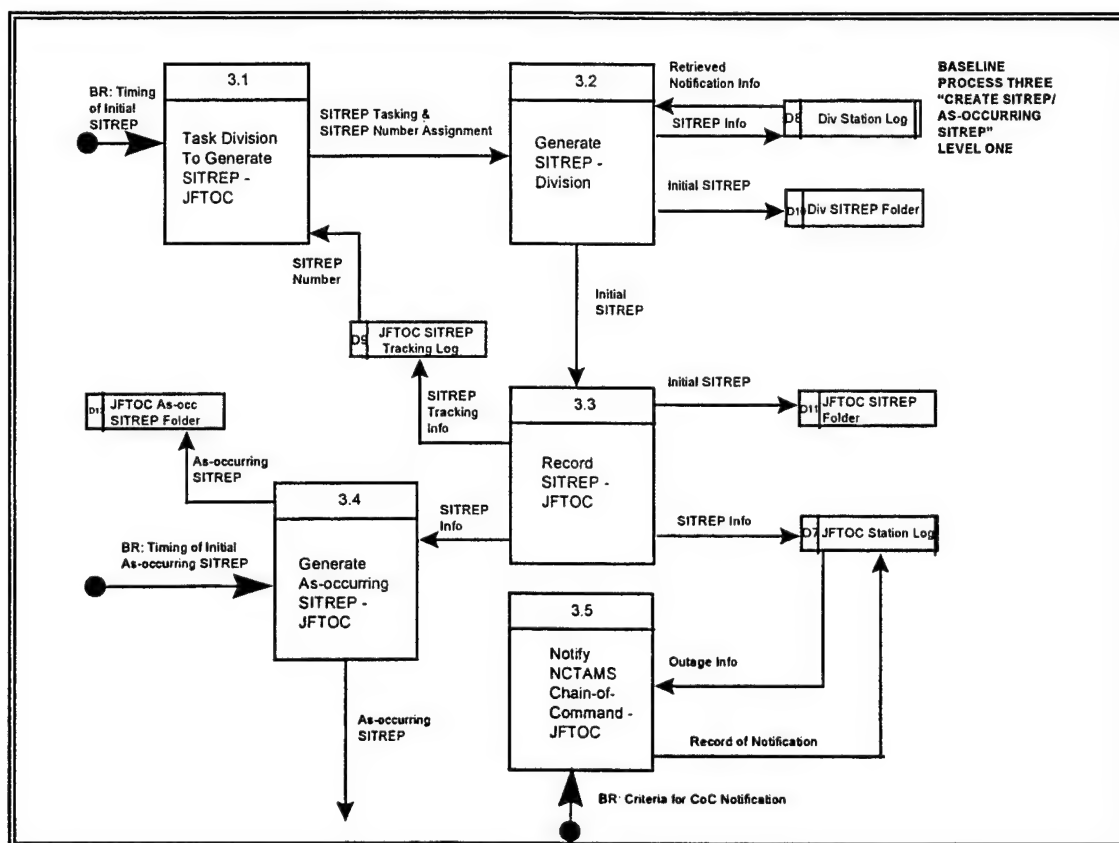 BASELINE
PROCESS THREE
"CREATE SITREP/
AS-OCCURRING
SITREP"
LEVEL ONE
BR: Timing
of Initial
SITREP
3.1
Task Division
To Generate
SITREP -
JFTOC
SITREP Tasking &
SITREP Number Assignment
3.2
Generate
SITREP -
Division
Retrieved
Notification Info
SITREP Info
D8 Div Station Log
Initial SITREP
D10 Div SITREP Folder
SITREP
Number
Initial
SITREP
D9 JFTOC SITREP
Tracking Log
SITREP
Tracking
Info
3.3
Record
SITREP -
JFTOC
Initial SITREP
D11 JFTOC SITREP
Folder
JFTOC As-occ
SITREP Folder
As-occurring
SITREP
SITREP
Info
SITREP Info
D7 JFTOC Station Log
BR: Timing of Initial
As-occurring SITREP
3.4
Generate
As-occurring
SITREP -
JFTOC
As-occurring
SITREP
3.5
Notify
NCTAMS
Chain-of-
Command -
JFTOC
Outage Info
Record of Notification
BR: Criteria for CoC Notification